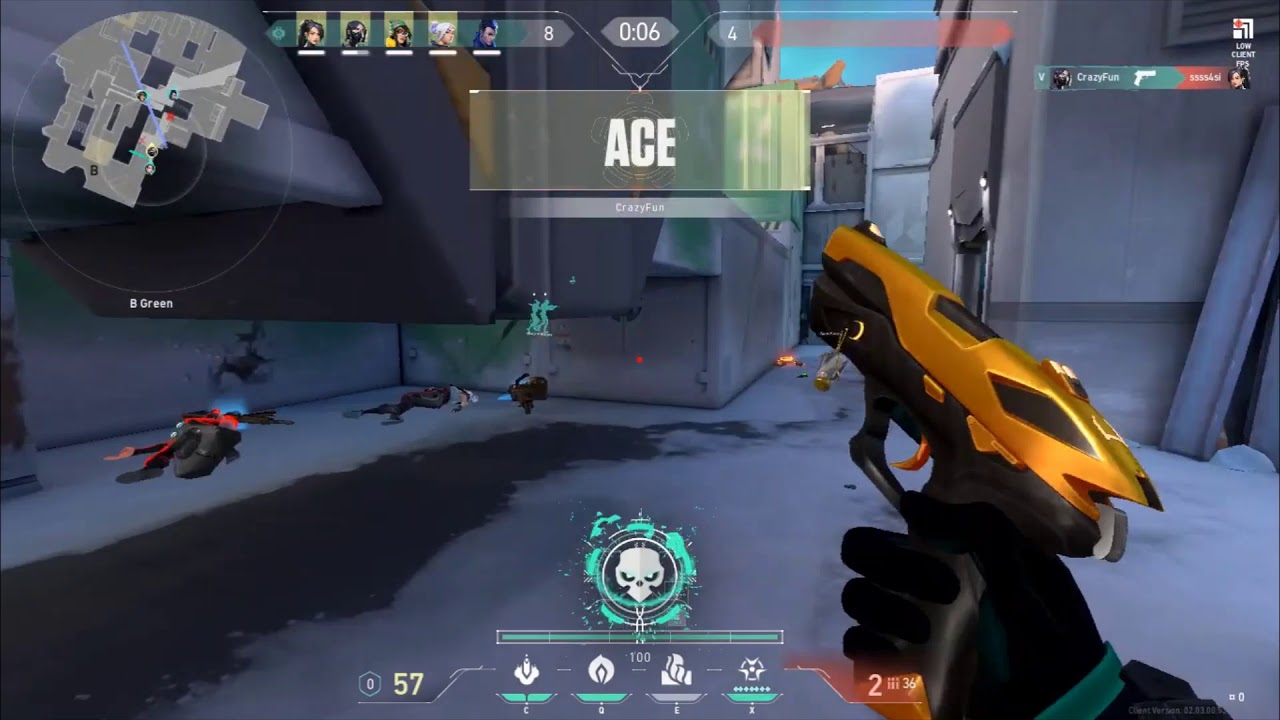 8
0:06
4
LOW
CLIENT
FPS
V CrazyFun ssss4si
ACE
CrazyFun
B
B Green
100
0 57
C Q E X
2 36
0